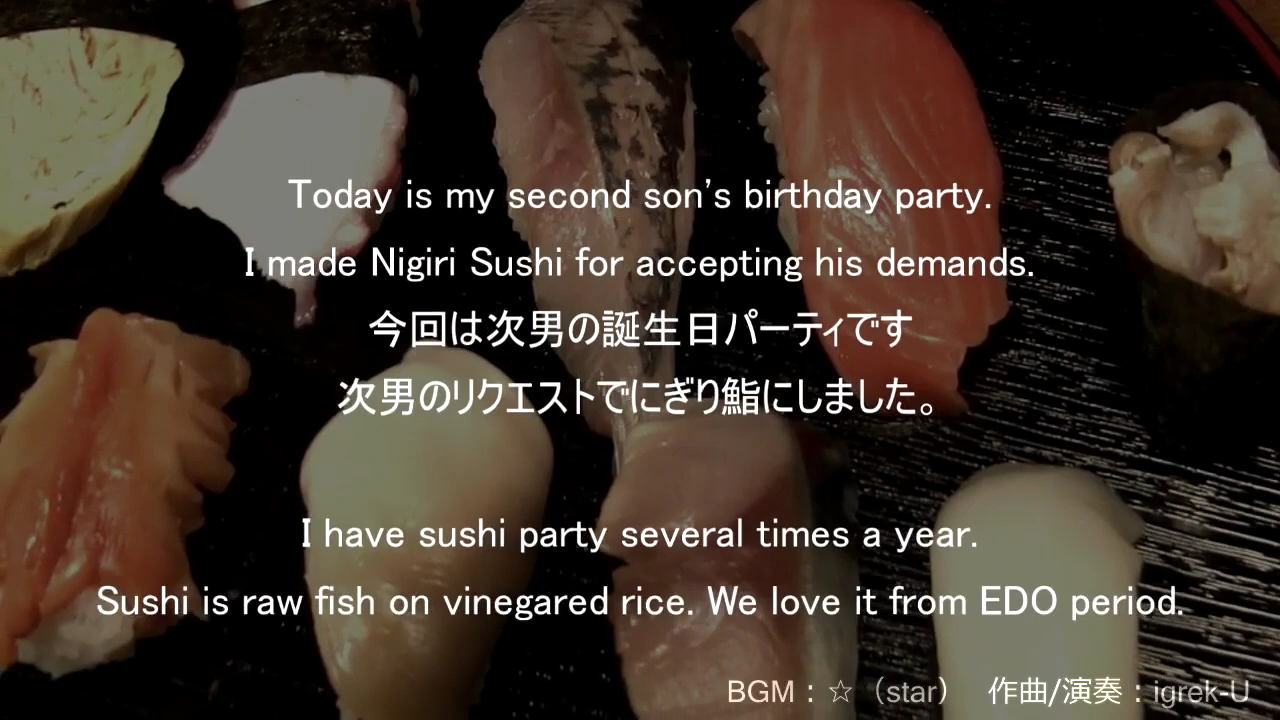 Today is my second son's birthday party.
I made Nigiri Sushi for accepting his demands.
今回は次男の誕生日パーティです
次男のリクエストでにぎり鮨にしました。
I have sushi party several times a year.
Sushi is raw fish on vinegared rice. We love it from EDO period.
BGM：☆（star） 作曲/演奏：igrek-U